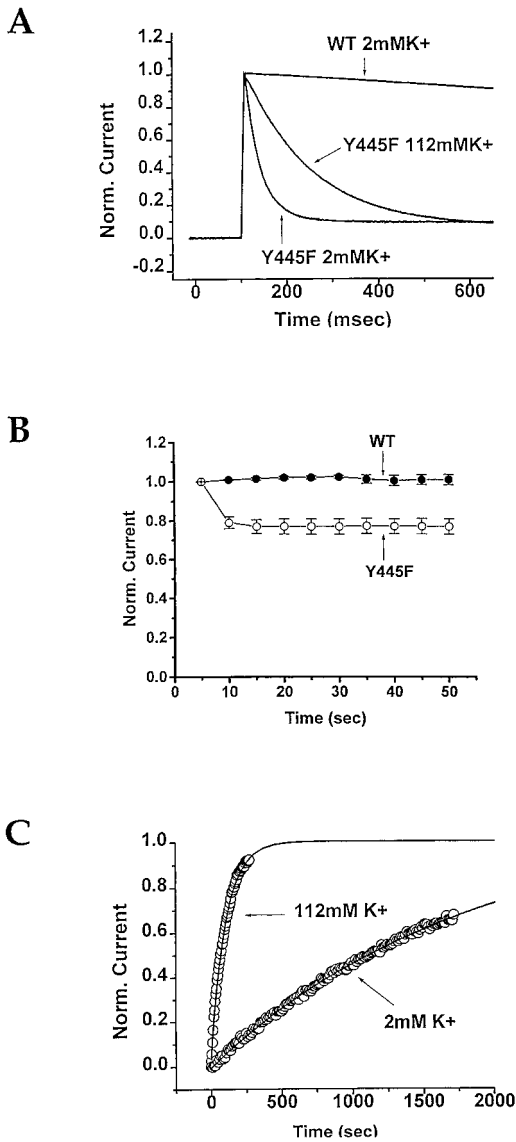 A
1.2
WT 2mMK+
1.0
0.8
Y445F 112mMK+
0.6
0.4
0.2
0.0
Y445F 2mMK+
-0.2
Norm. Current
0 200 400 600
Time (msec)
B
1.2
WT
1.0
0.8
Y445F
0.6
0.4
0.2
0.0
Norm. Current
0 10 20 30 40 50
Time (sec)
C
1.0
0.8
112mM K+
0.6
0.4
2mM K+
0.2
0.0
Norm. Current
0 500 1000 1500 2000
Time (sec)